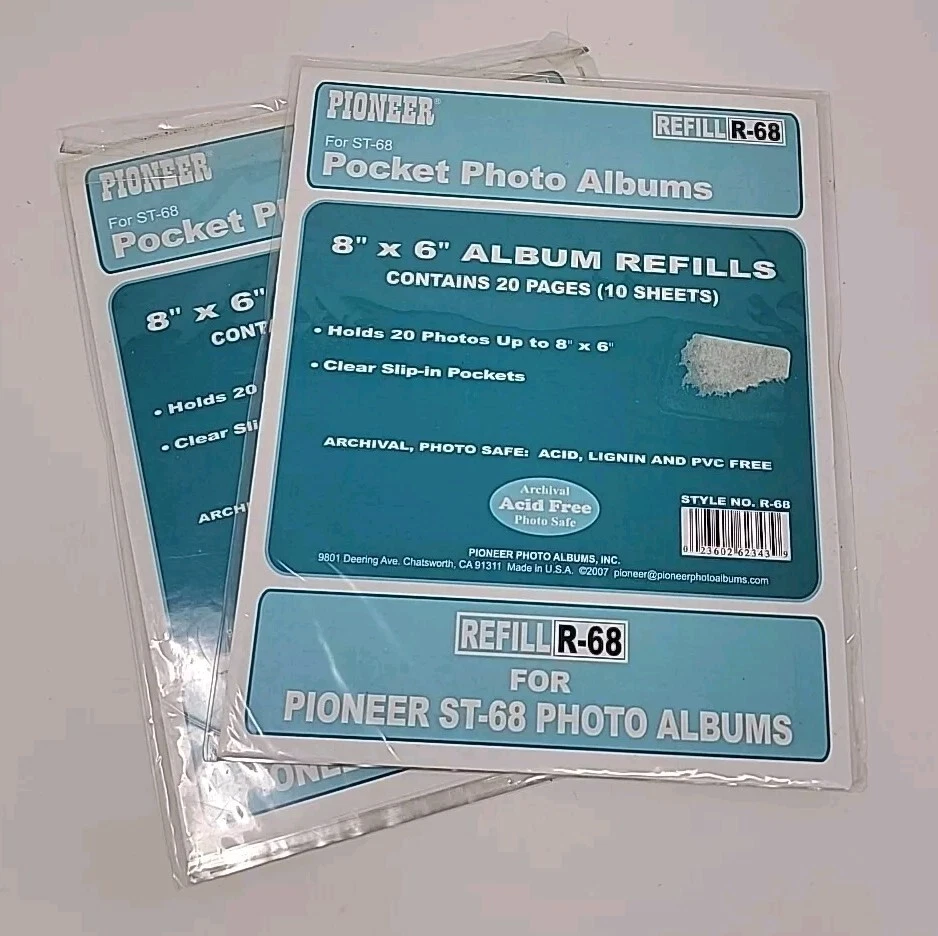 PIONEER®
REFILL R-68
For ST-68
Pocket Photo Albums
8" x 6" ALBUM REFILLS
CONTAINS 20 PAGES (10 SHEETS)
• Holds 20 Photos Up to 8" x 6"
• Clear Slip-in Pockets
ARCHIVAL, PHOTO SAFE: ACID, LIGNIN AND PVC FREE
Archival
Acid Free
Photo Safe
STYLE NO. R-68
0 23602 62343 9
PIONEER PHOTO ALBUMS, INC.
9801 Deering Ave. Chatsworth, CA 91311 Made in U.S.A. ©2007 pioneer@pioneerphotoalbums.com
REFILL R-68
FOR
PIONEER ST-68 PHOTO ALBUMS
PIONEER
For ST-68
Pocket P
8" x 6"
CONT
• Holds 20
• Clear Sli
ARCH